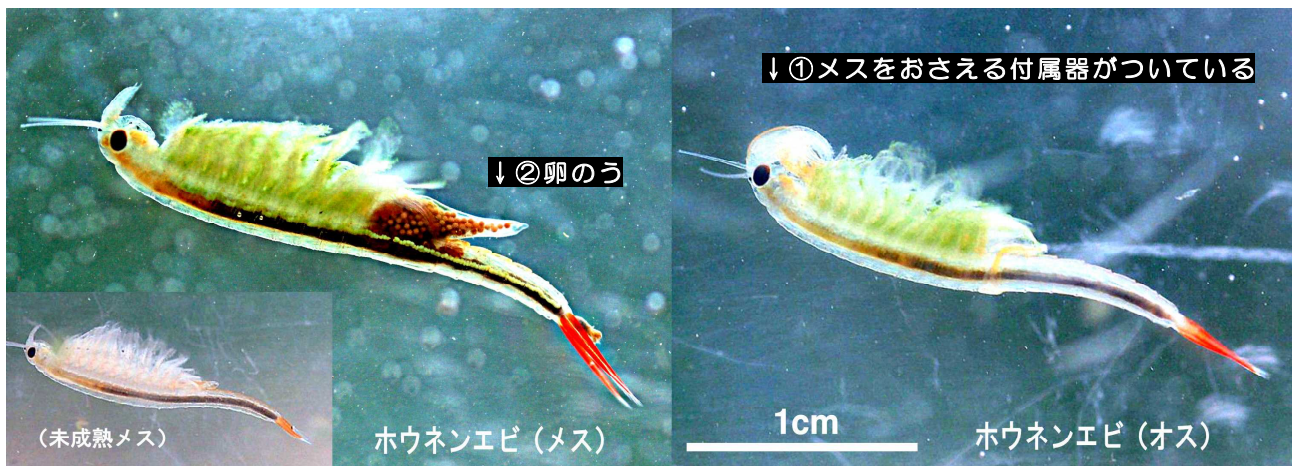 ↓①メスをおさえる付属器がついている
↓②卵のう
(未成熟メス)
ホウネンエビ(メス)
1cm
ホウネンエビ(オス)